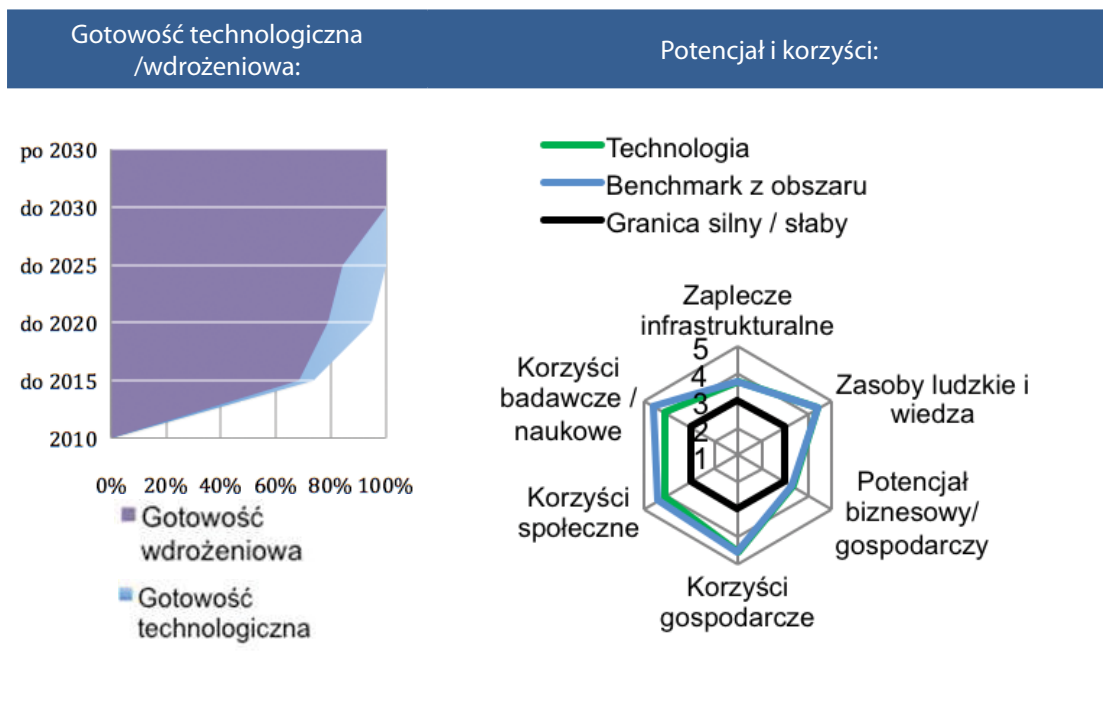 Gotowość technologiczna
/wdrożeniowa:
Potencjał i korzyści:
po 2030
do 2030
do 2025
do 2020
do 2015
2010
0% 20% 40% 60% 80% 100%
Gotowość
wdrożeniowa
Gotowość
technologiczna
Technologia
Benchmark z obszaru
Granica silny / słaby
Zaplecze
infrastrukturalne
5
4
3
2
1
Zasoby ludzkie i
wiedza
Potencjał
biznesowy/
gospodarczy
Korzyści
gospodarcze
Korzyści
społeczne
Korzyści
badawcze /
naukowe